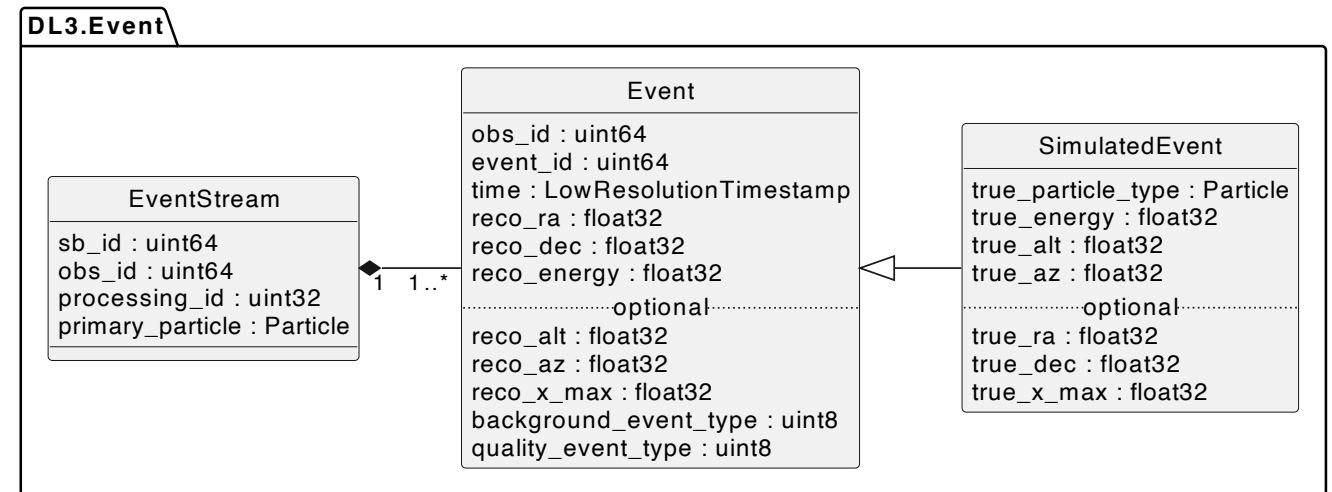 DL3.Event
EventStream
sb_id : uint64
obs_id : uint64
processing_id : uint32
primary_particle : Particle
1 1..*
Event
obs_id : uint64
event_id : uint64
time : LowResolutionTimestamp
reco_ra : float32
reco_dec : float32
reco_energy : float32
optional
reco_alt : float32
reco_az : float32
reco_x_max : float32
background_event_type : uint8
quality_event_type : uint8
SimulatedEvent
true_particle_type : Particle
true_energy : float32
true_alt : float32
true_az : float32
optional
true_ra : float32
true_dec : float32
true_x_max : float32